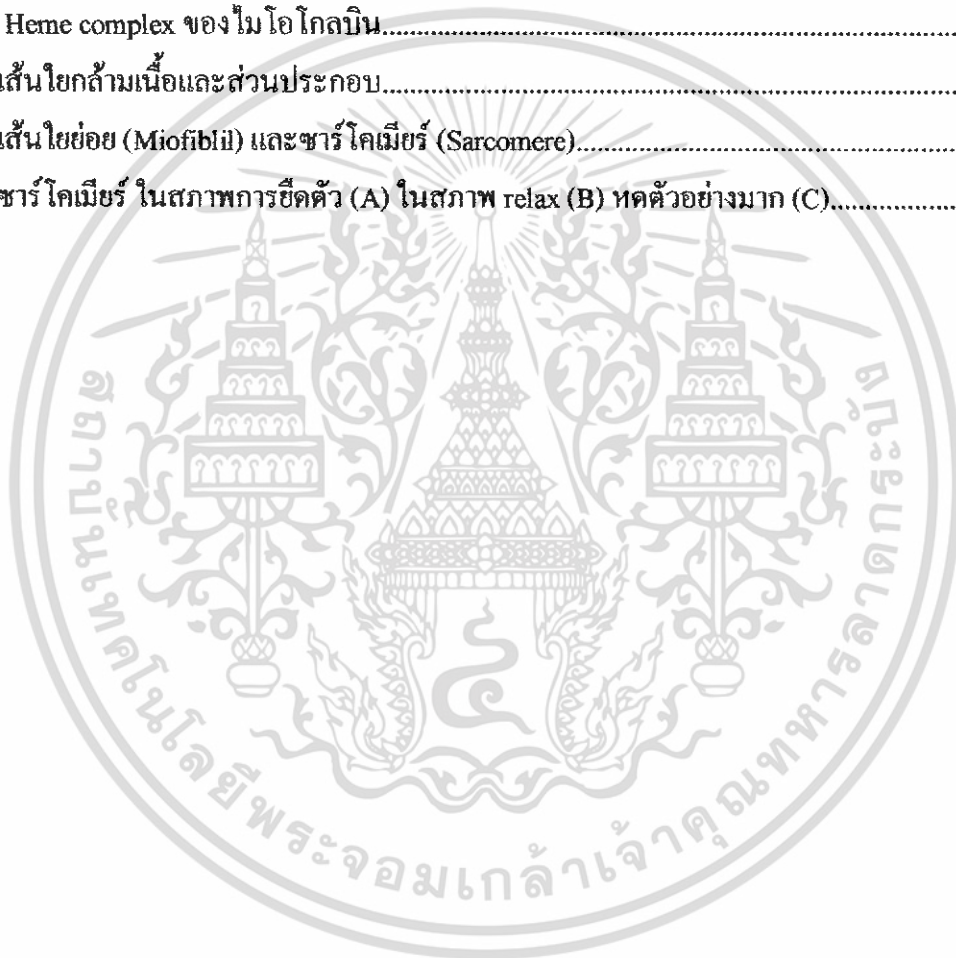 Heme complex ของไมโอโกลบิน
เส้นใยกล้ามเนื้อและส่วนประกอบ
เส้นใยย่อย (Miofiblil) และซาร์โคเมียร์ (Sarcomere)
ซาร์โคเมียร์ ในสภาพการยืดตัว (A) ในสภาพ relax (B) หดตัวอย่างมาก (C)
สถาบันเทคโนโลยีพระจอมเกล้าเจ้าคุณทหารลาดกระบัง